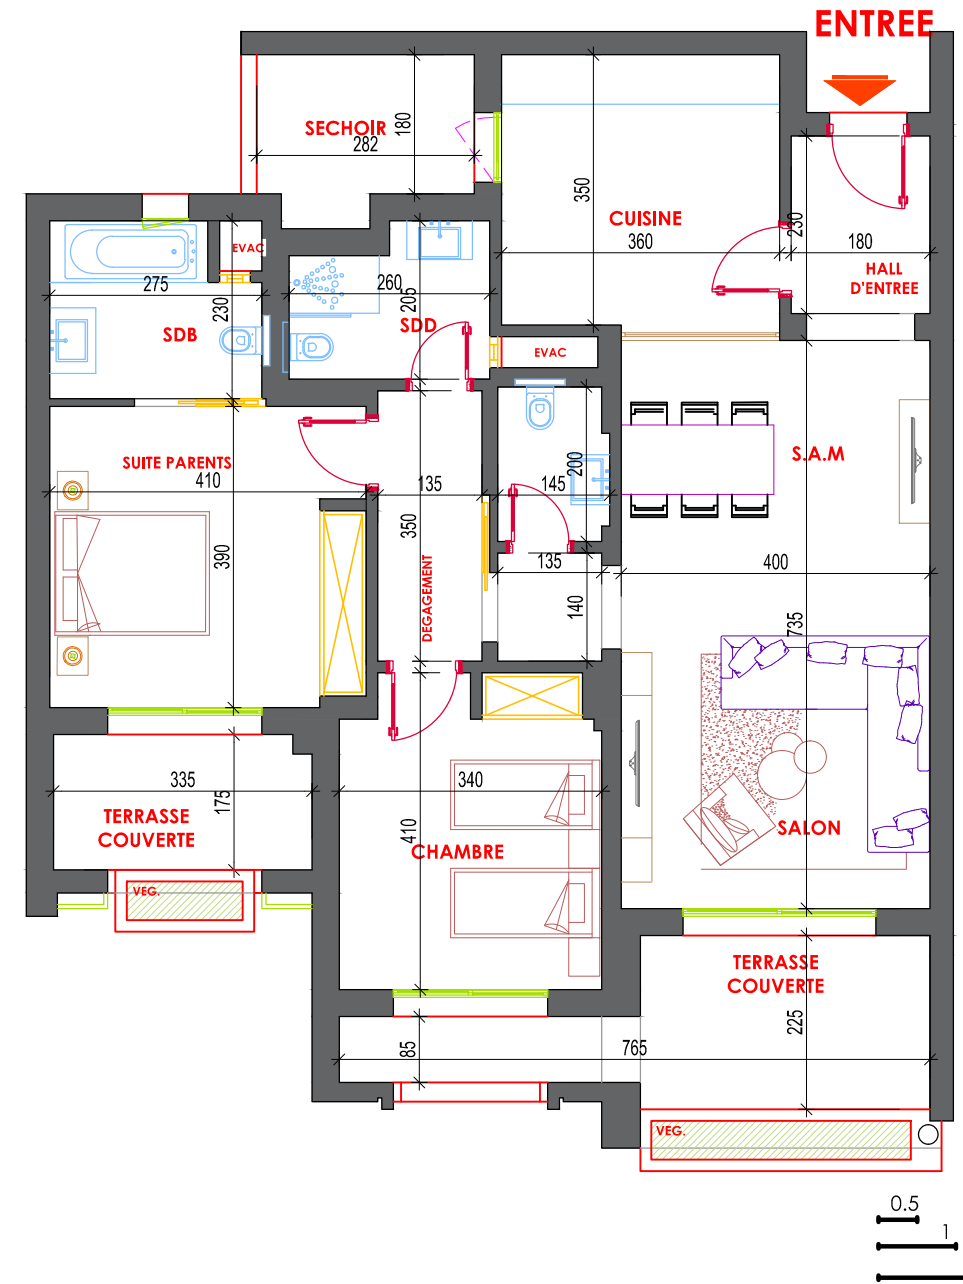 ENTREE
SECHOIR
180
282
350
CUISINE
360
230
180
HALL
D'ENTREE
EVAC
275
230
SDB
260
205
SDD
EVAC
SUITE PARENTS
410
135
350
200
145
S.A.M
390
DEGAGEMENT
135
140
400
735
335
175
TERRASSE
COUVERTE
340
410
CHAMBRE
SALON
VEG.
TERRASSE
COUVERTE
225
85
765
VEG.
0.5
1